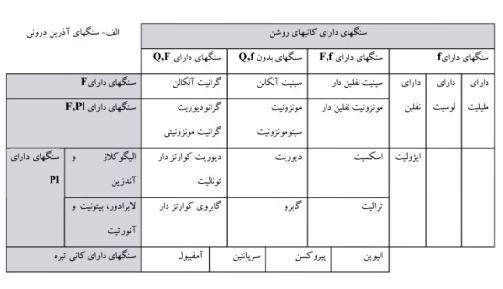 الف- سنگهای آذرین درونی
سنگهای داری کانیهای روشن
سنگهای دارای Q,F
سنگهای بدون Q,f
سنگهای دارای F,f
سنگهای دارای f
سنگهای دارای F
گرانیت آلکالن
سینیت آلکالن
سینیت نفلین دار
دارای نفلین
دارای لوسیت
دارای ملیلیت
سنگهای دارای F,Pl
گرانودیوریت
گرانیت مونزونیتی
مونزونیت
سینومونزونیت
مونزونیت نفلین دار
سنگهای دارای Pl
الیگوکلاز و آندزین
دیوریت کوارتز دار
تونالیت
دیوریت
اسکسیت
ایژولیت
لابرادور، بیتونیت و آنورتیت
گابروی کوارتز دار
گابرو
ترالیت
سنگهای دارای کانی تیره
آمفیبول
سرپانتین
پیروکسن
الیوین